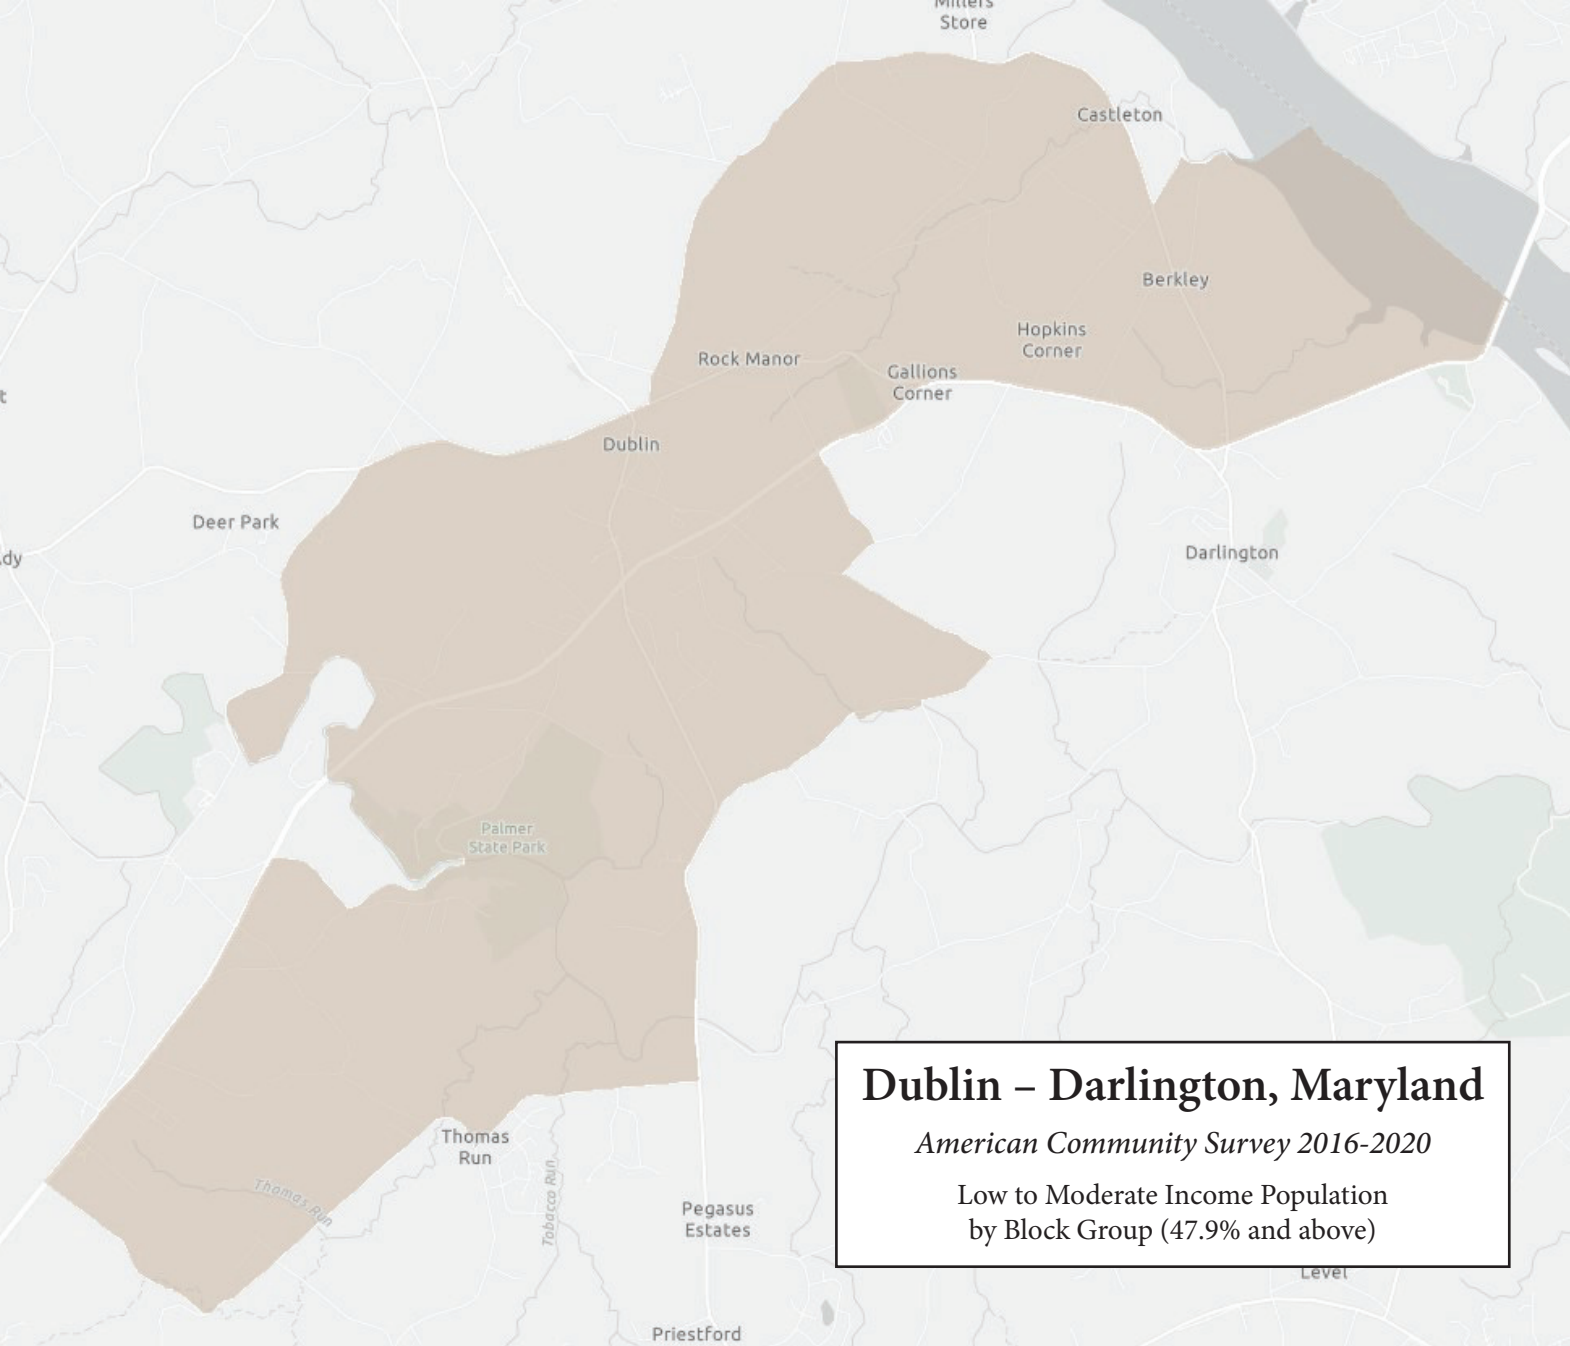 Millers
Store
Castleton
Berkley
Hopkins
Corner
Rock Manor
Gallions
Corner
t
Dublin
Deer Park
dy
Darlington
Palmer
State Park
Dublin – Darlington, Maryland
American Community Survey 2016-2020
Low to Moderate Income Population
by Block Group (47.9% and above)
Thomas
Run
Thomas Run
Tobacco Run
Pegasus
Estates
Level
Priestford